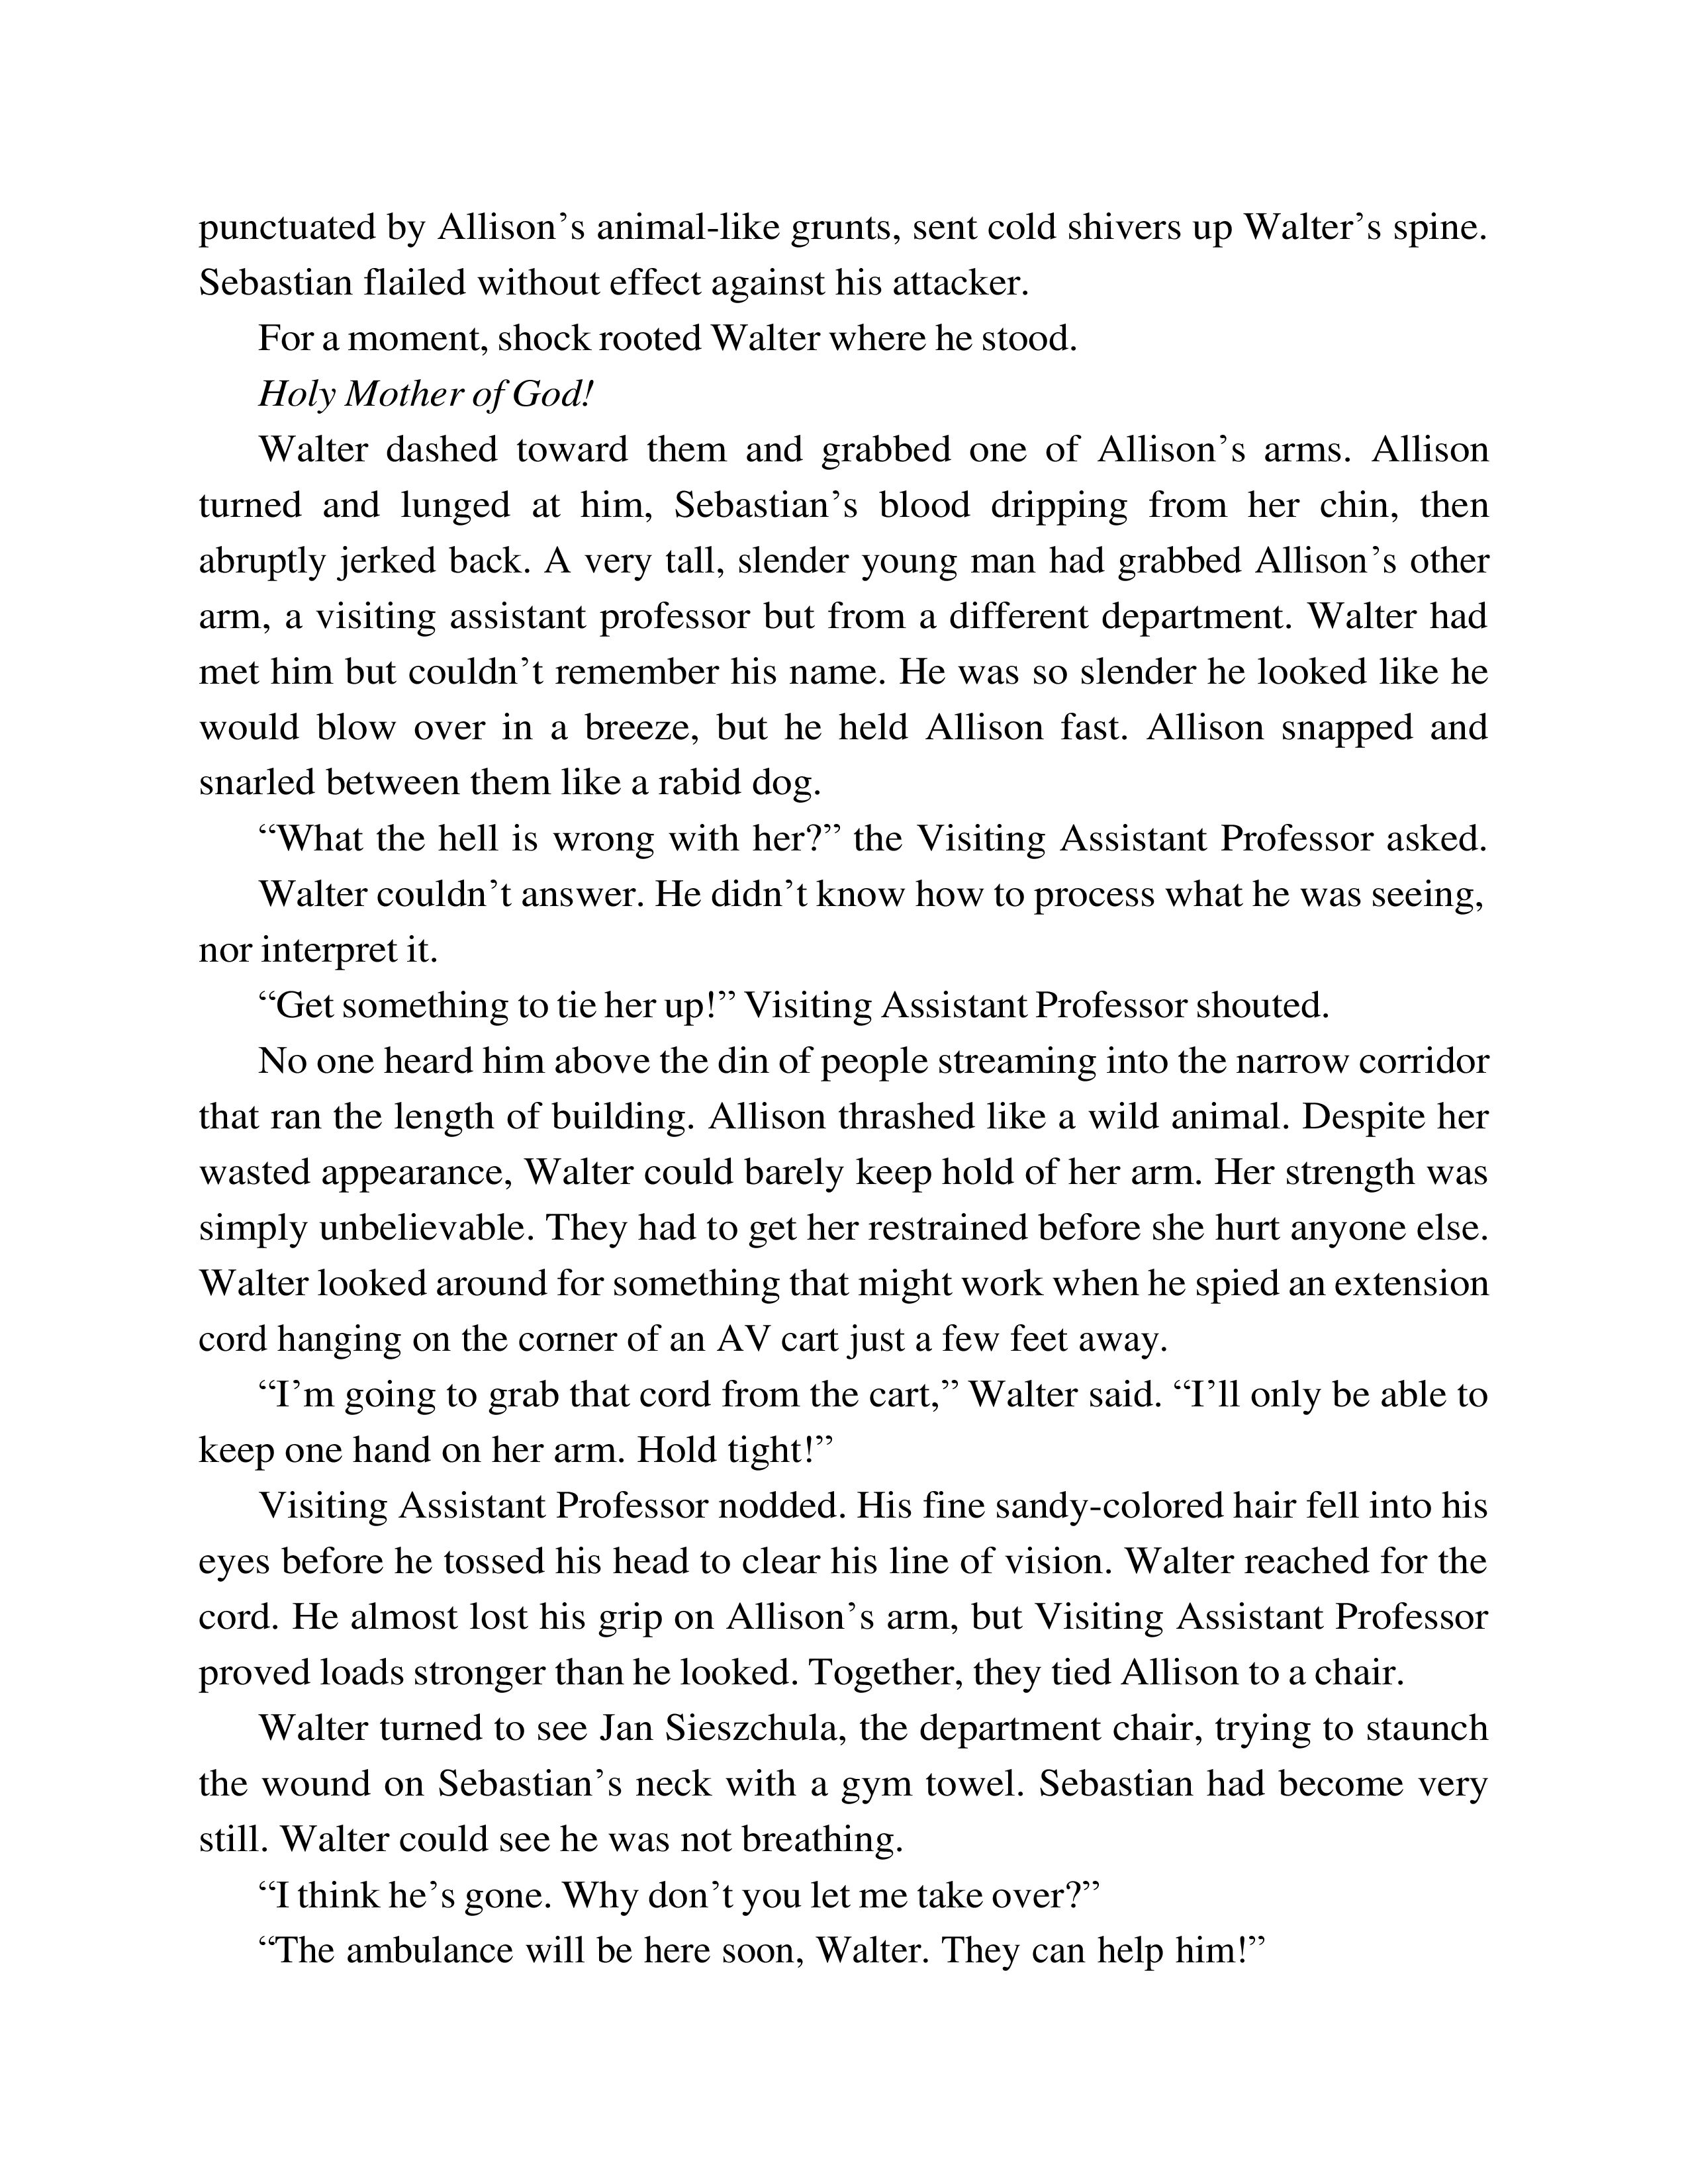 punctuated by Allison’s animal-like grunts, sent cold shivers up Walter’s spine.
Sebastian flailed without effect against his attacker.
For a moment, shock rooted Walter where he stood.
Holy Mother of God!
Walter dashed toward them and grabbed one of Allison’s arms. Allison
turned and lunged at him, Sebastian’s blood dripping from her chin, then
abruptly jerked back. A very tall, slender young man had grabbed Allison’s other
arm, a visiting assistant professor but from a different department. Walter had
met him but couldn’t remember his name. He was so slender he looked like he
would blow over in a breeze, but he held Allison fast. Allison snapped and
snarled between them like a rabid dog.
“What the hell is wrong with her?” the Visiting Assistant Professor asked.
Walter couldn’t answer. He didn’t know how to process what he was seeing,
nor interpret it.
“Get something to tie her up!” Visiting Assistant Professor shouted.
No one heard him above the din of people streaming into the narrow corridor
that ran the length of building. Allison thrashed like a wild animal. Despite her
wasted appearance, Walter could barely keep hold of her arm. Her strength was
simply unbelievable. They had to get her restrained before she hurt anyone else.
Walter looked around for something that might work when he spied an extension
cord hanging on the corner of an AV cart just a few feet away.
“I’m going to grab that cord from the cart,” Walter said. “I’ll only be able to
keep one hand on her arm. Hold tight!”
Visiting Assistant Professor nodded. His fine sandy-colored hair fell into his
eyes before he tossed his head to clear his line of vision. Walter reached for the
cord. He almost lost his grip on Allison’s arm, but Visiting Assistant Professor
proved loads stronger than he looked. Together, they tied Allison to a chair.
Walter turned to see Jan Sieszchula, the department chair, trying to staunch
the wound on Sebastian’s neck with a gym towel. Sebastian had become very
still. Walter could see he was not breathing.
“I think he’s gone. Why don’t you let me take over?”
“The ambulance will be here soon, Walter. They can help him!”